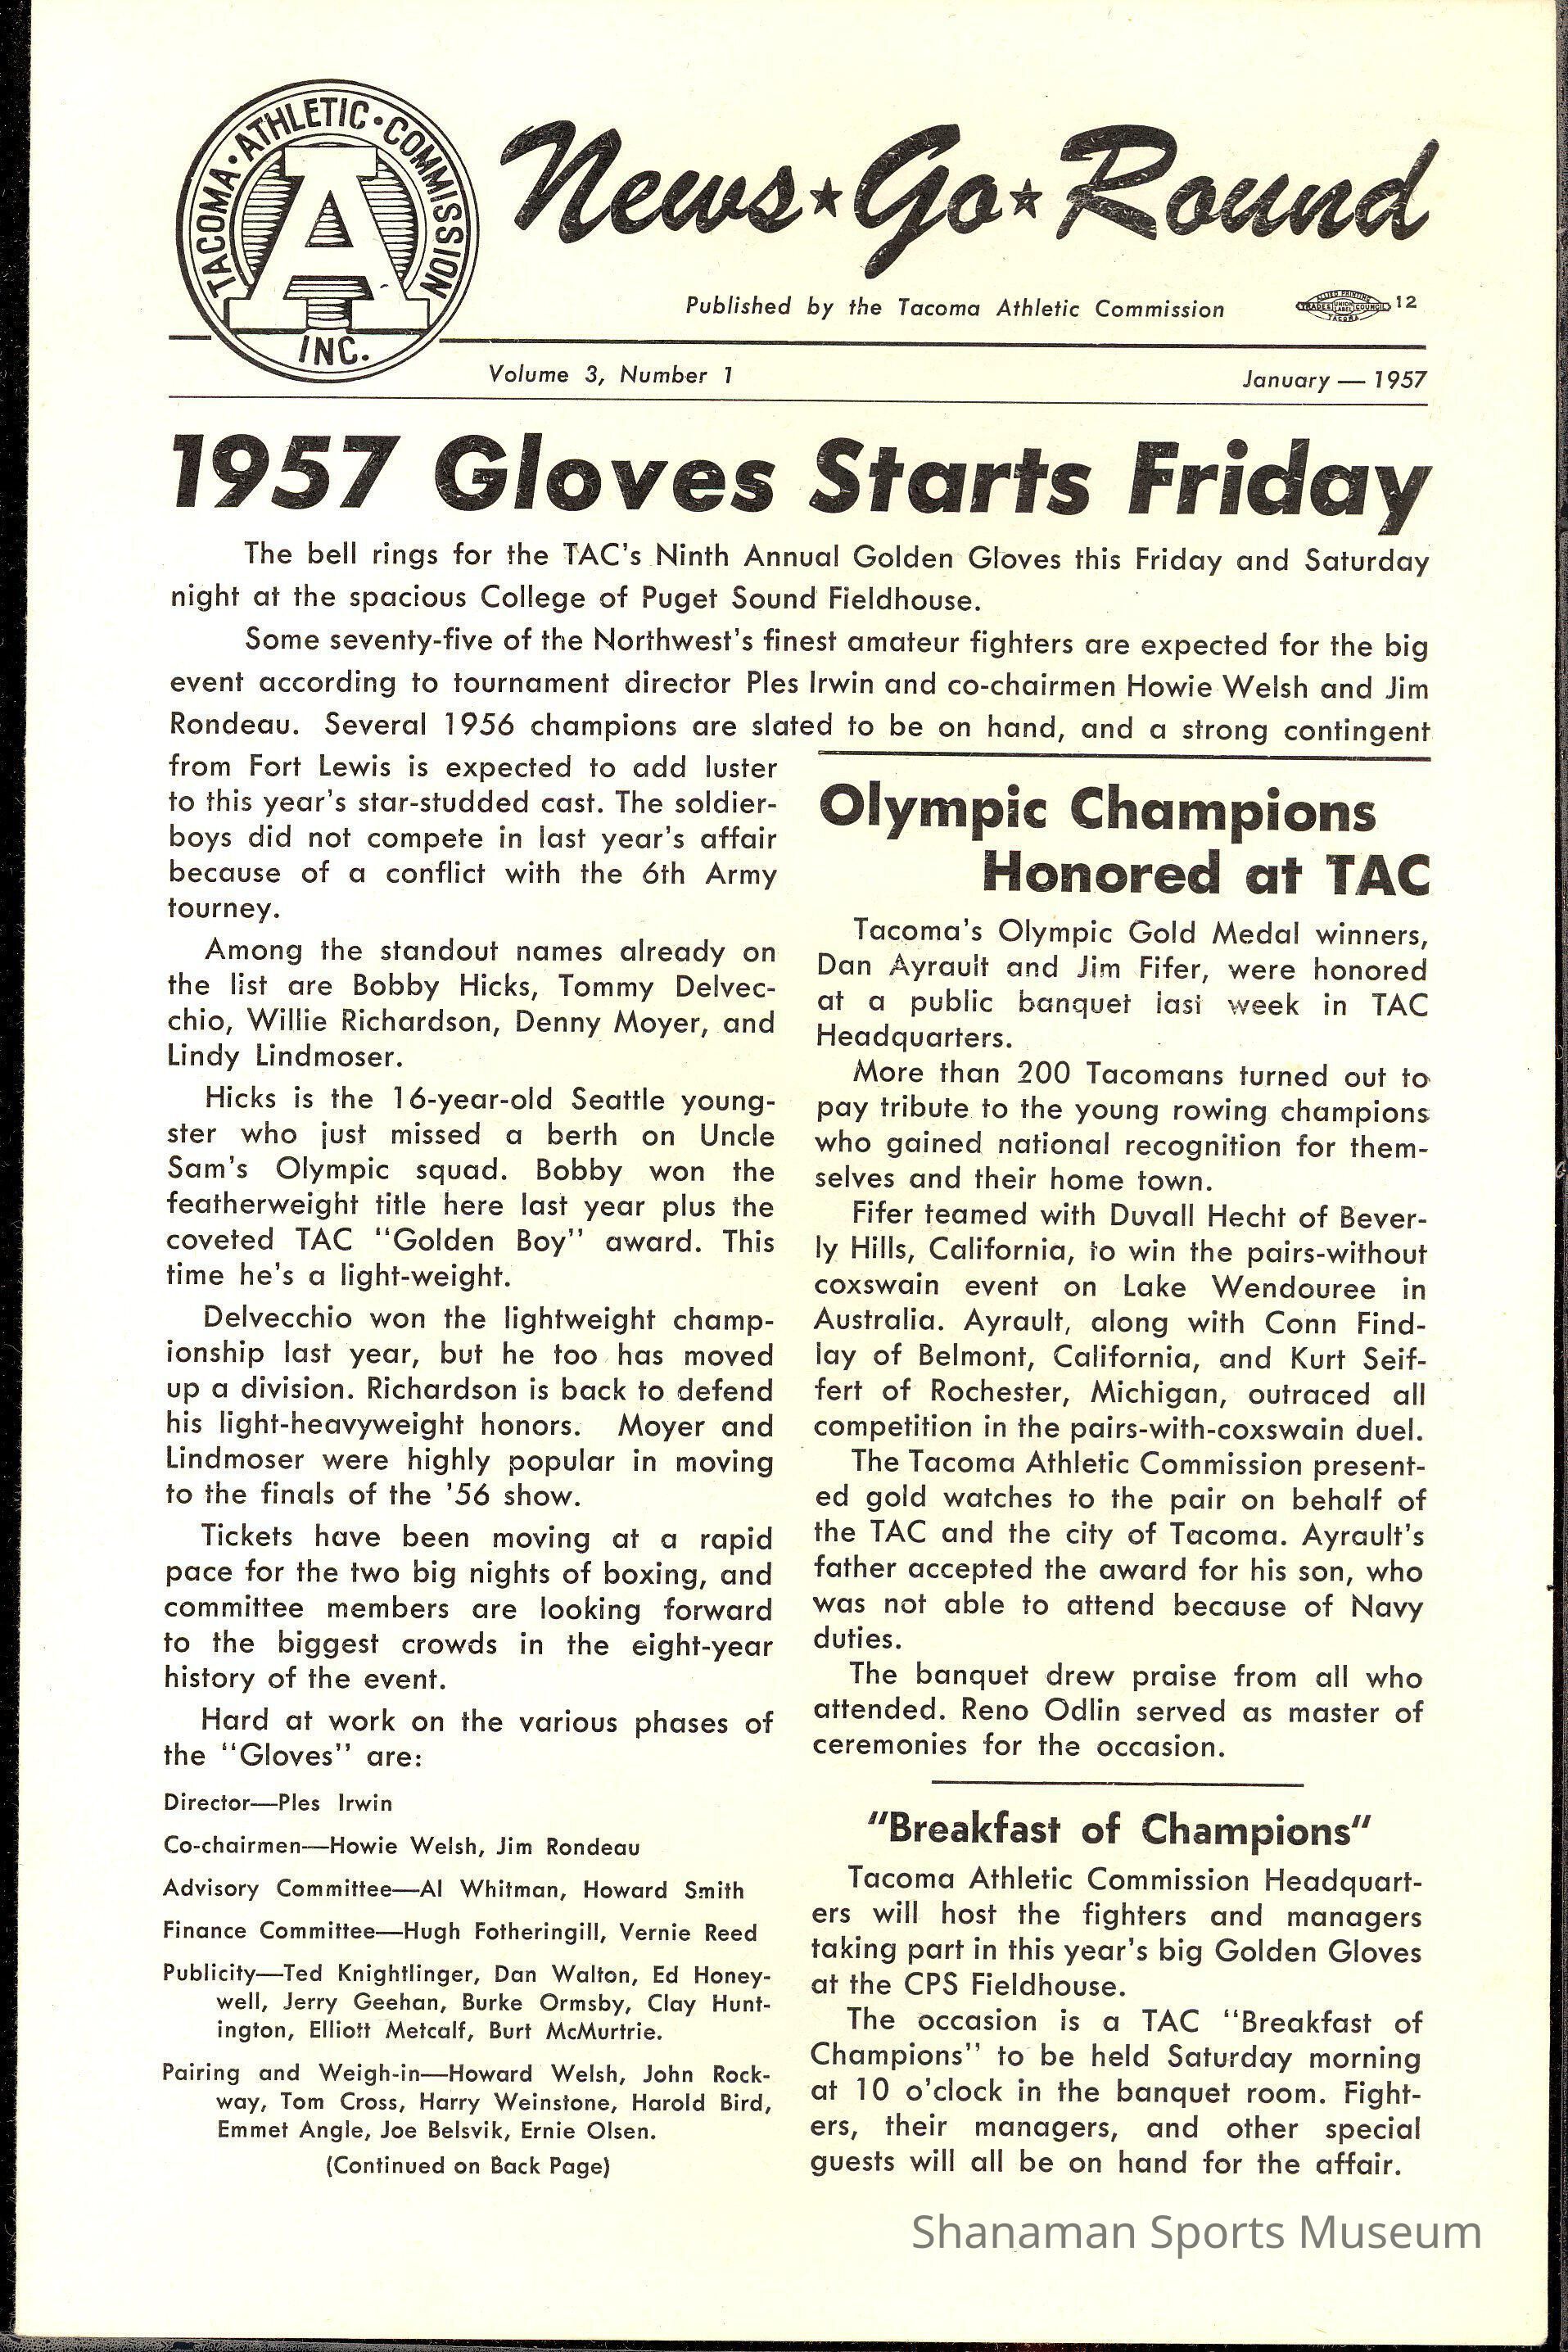 TACOMA • ATHLETIC • COMMISSION
A
INC.
News★Go★Round
Published by the Tacoma Athletic Commission
ALLIED PRINTING
TRADES UNION LABEL COUNCIL
TACOMA
12
Volume 3, Number 1
January — 1957
1957 Gloves Starts Friday
The bell rings for the TAC's Ninth Annual Golden Gloves this Friday and Saturday
night at the spacious College of Puget Sound Fieldhouse.
Some seventy-five of the Northwest's finest amateur fighters are expected for the big
event according to tournament director Ples Irwin and co-chairmen Howie Welsh and Jim
Rondeau. Several 1956 champions are slated to be on hand, and a strong contingent
from Fort Lewis is expected to add luster
to this year's star-studded cast. The soldier-
boys did not compete in last year's affair
because of a conflict with the 6th Army
tourney.
Among the standout names already on
the list are Bobby Hicks, Tommy Delvec-
chio, Willie Richardson, Denny Moyer, and
Lindy Lindmoser.
Hicks is the 16-year-old Seattle young-
ster who just missed a berth on Uncle
Sam's Olympic squad. Bobby won the
featherweight title here last year plus the
coveted TAC "Golden Boy" award. This
time he's a light-weight.
Delvecchio won the lightweight champ-
ionship last year, but he too has moved
up a division. Richardson is back to defend
his light-heavyweight honors. Moyer and
Lindmoser were highly popular in moving
to the finals of the '56 show.
Tickets have been moving at a rapid
pace for the two big nights of boxing, and
committee members are looking forward
to the biggest crowds in the eight-year
history of the event.
Hard at work on the various phases of
the "Gloves" are:
Director—Ples Irwin
Co-chairmen—Howie Welsh, Jim Rondeau
Advisory Committee—Al Whitman, Howard Smith
Finance Committee—Hugh Fotheringill, Vernie Reed
Publicity—Ted Knightlinger, Dan Walton, Ed Honey-
well, Jerry Geehan, Burke Ormsby, Clay Hunt-
ington, Elliott Metcalf, Burt McMurtrie.
Pairing and Weigh-in—Howard Welsh, John Rock-
way, Tom Cross, Harry Weinstone, Harold Bird,
Emmet Angle, Joe Belsvik, Ernie Olsen.
(Continued on Back Page)
Olympic Champions
Honored at TAC
Tacoma's Olympic Gold Medal winners,
Dan Ayrault and Jim Fifer, were honored
at a public banquet last week in TAC
Headquarters.
More than 200 Tacomans turned out to
pay tribute to the young rowing champions
who gained national recognition for them-
selves and their home town.
Fifer teamed with Duvall Hecht of Bever-
ly Hills, California, to win the pairs-without
coxswain event on Lake Wendouree in
Australia. Ayrault, along with Conn Find-
lay of Belmont, California, and Kurt Seif-
fert of Rochester, Michigan, outraced all
competition in the pairs-with-coxswain duel.
The Tacoma Athletic Commission present-
ed gold watches to the pair on behalf of
the TAC and the city of Tacoma. Ayrault's
father accepted the award for his son, who
was not able to attend because of Navy
duties.
The banquet drew praise from all who
attended. Reno Odlin served as master of
ceremonies for the occasion.
"Breakfast of Champions"
Tacoma Athletic Commission Headquart-
ers will host the fighters and managers
taking part in this year's big Golden Gloves
at the CPS Fieldhouse.
The occasion is a TAC "Breakfast of
Champions" to be held Saturday morning
at 10 o'clock in the banquet room. Fight-
ers, their managers, and other special
guests will all be on hand for the affair.
Shanaman Sports Museum